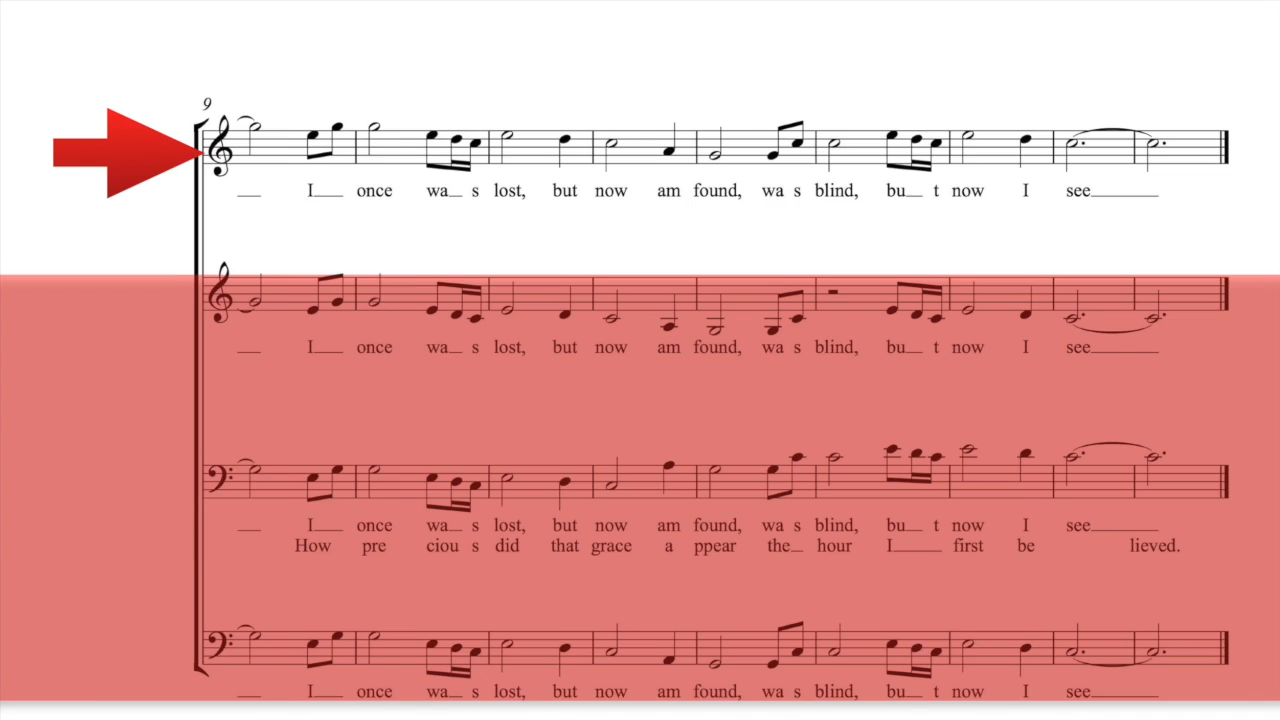 9
I once wa s lost, but now am found, wa s blind, bu t now I see
I once wa s lost, but now am found, wa s blind, bu t now I see
I once wa s lost, but now am found, wa s blind, bu t now I see
How pre ciou s did that grace a ppear the hour I first be lieved.
I once wa s lost, but now am found, wa s blind, bu t now I see